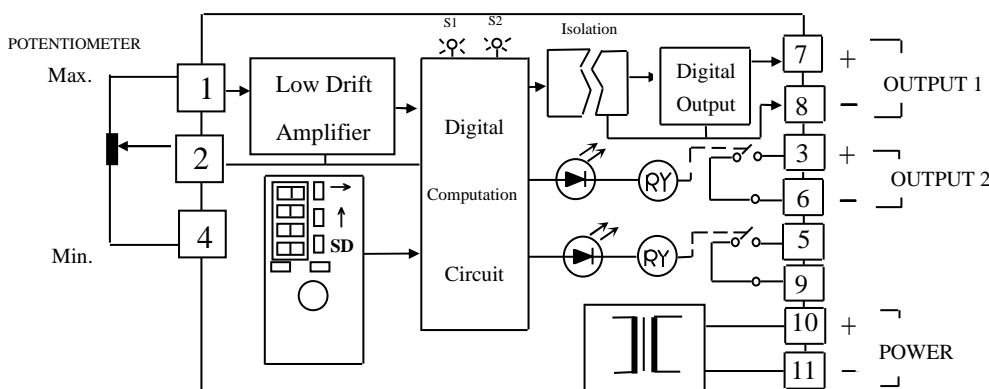 POTENTIOMETER
Max.
1
2
4
Min.
Low Drift
Amplifier
SD
S1
S2
Digital
Computation
Circuit
Isolation
Digital
Output
RY
RY
7
8
3
6
5
9
10
11
+
−
OUTPUT 1
+
−
OUTPUT 2
+
−
POWER